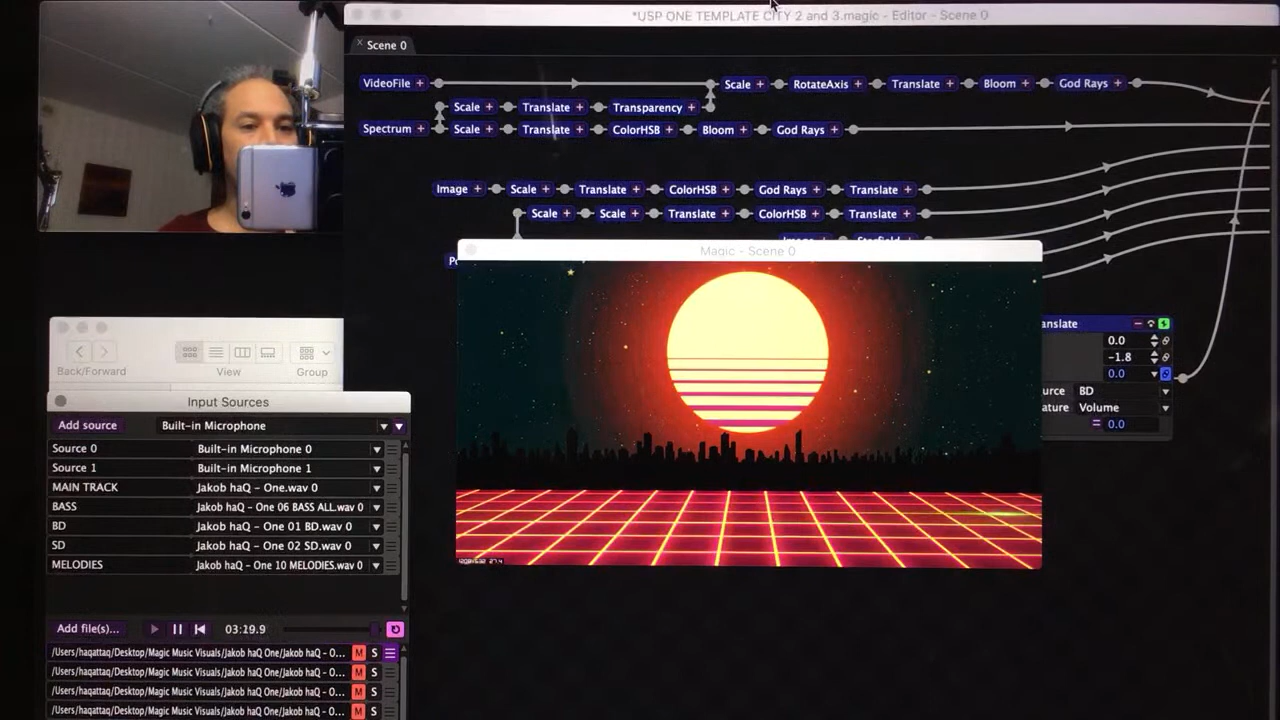 *USP ONE TEMPLATE CITY 2 and 3.magic - Editor - Scene 0
× Scene 0
VideoFile + Scale + RotateAxis + Translate + Bloom + God Rays +
Scale + Translate + Transparency +
Spectrum + Scale + Translate + ColorHSB + Bloom + God Rays +
Image + Scale + Translate + ColorHSB + God Rays + Translate +
Scale + Scale + Translate + ColorHSB + Translate +
Magic - Scene 0
anslate
0.0
-1.8
0.0
ource BD
ature Volume
= 0.0
Back/Forward View Group
Input Sources
Add source Built-in Microphone
Source 0 Built-in Microphone 0
Source 1 Built-in Microphone 1
MAIN TRACK Jakob haQ - One.wav 0
BASS Jakob haQ - One 06 BASS ALL.wav 0
BD Jakob haQ - One 01 BD.wav 0
SD Jakob haQ - One 02 SD.wav 0
MELODIES Jakob haQ - One 10 MELODIES.wav 0
Add file(s)... 03:29.9
/Users/haqattaq/Desktop/Magic Music Visuals/Jakob haQ One/Jakob haQ - O... M S
/Users/haqattaq/Desktop/Magic Music Visuals/Jakob haQ One/Jakob haQ - O... M S
/Users/haqattaq/Desktop/Magic Music Visuals/Jakob haQ One/Jakob haQ - O... M S
/Users/haqattaq/Desktop/Magic Music Visuals/Jakob haQ One/Jakob haQ - O... M S